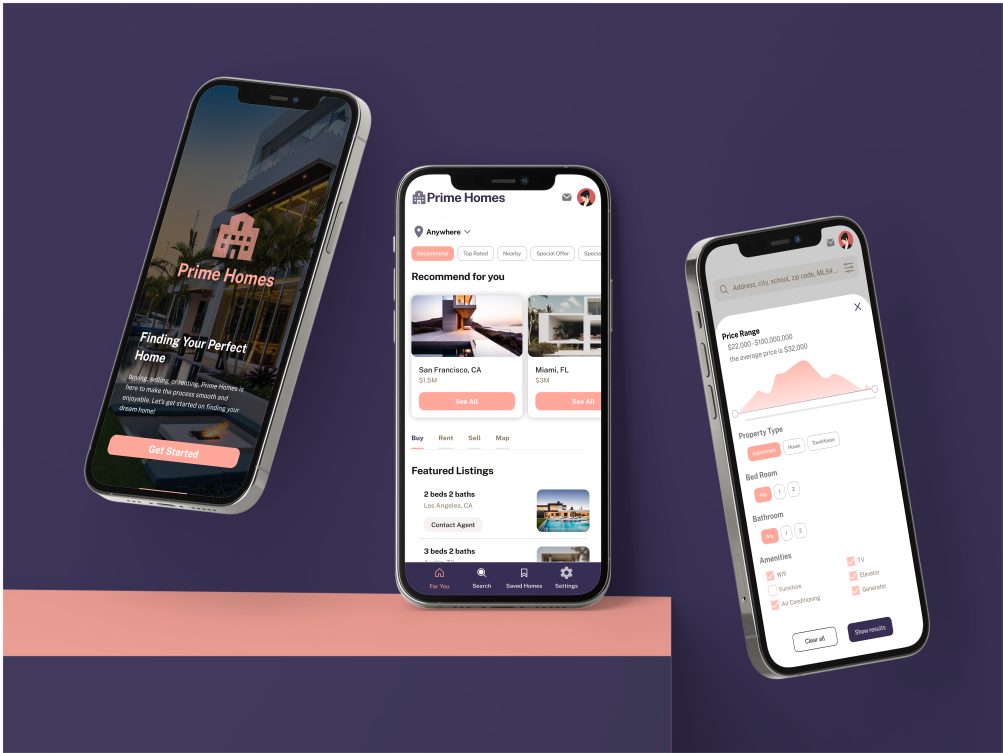 Prime Homes
Finding Your Perfect
Home
buying, selling, or renting, Prime Homes is
here to make the process smooth and
enjoyable. Let's get started on finding your
dream home!
Get Started
Prime Homes
Anywhere
Recommend Top Rated Nearby Special Offer Specia
Recommend for you
San Francisco, CA
$1.5M
See All
Miami, FL
$3M
See All
Buy Rent Sell Map
Featured Listings
2 beds 2 baths
Los Angeles, CA
Contact Agent
3 beds 2 baths
For You Search Saved Homes Settings
Address, city, school, zip code, MLS#...
Price Range
$22,000 - $100,000,000
the average price is $32,000
Property Type
Appartment House TownHouse
Bed Room
Any 1 2
Bathroom
Any 1 2
Amenities
Wifi TV
Furniture Elevator
Air Conditioning Generator
Clear all Show results